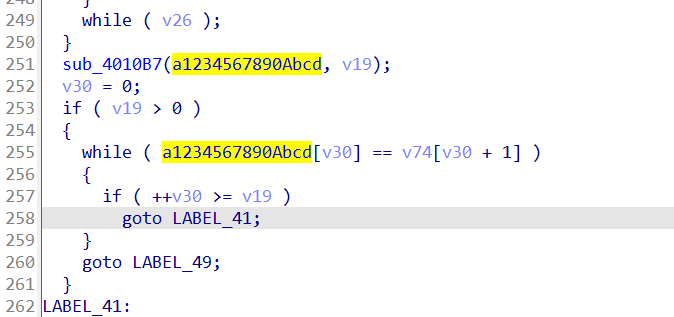 249 while ( v26 );
250 }
251 sub_4010B7(a1234567890Abcd, v19);
252 v30 = 0;
253 if ( v19 > 0 )
254 {
255 while ( a1234567890Abcd[v30] == v74[v30 + 1] )
256 {
257 if ( ++v30 >= v19 )
258 goto LABEL_41;
259 }
260 goto LABEL_49;
261 }
262 LABEL_41: